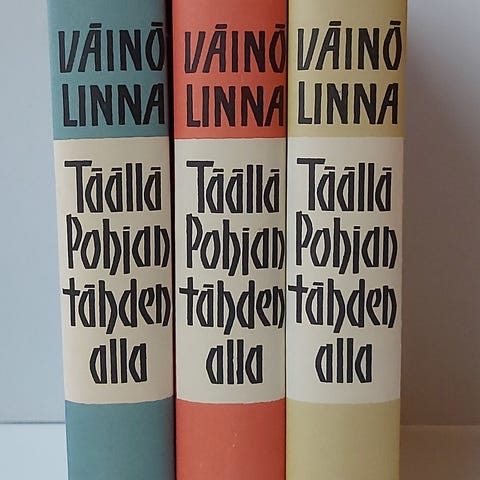 VÄINÖ
LINNA
Täällä
Pohjan
tähden
alla
VÄINÖ
LINNA
Täällä
Pohjan
tähden
alla
VÄINÖ
LINNA
Täällä
Pohjan
tähden
alla